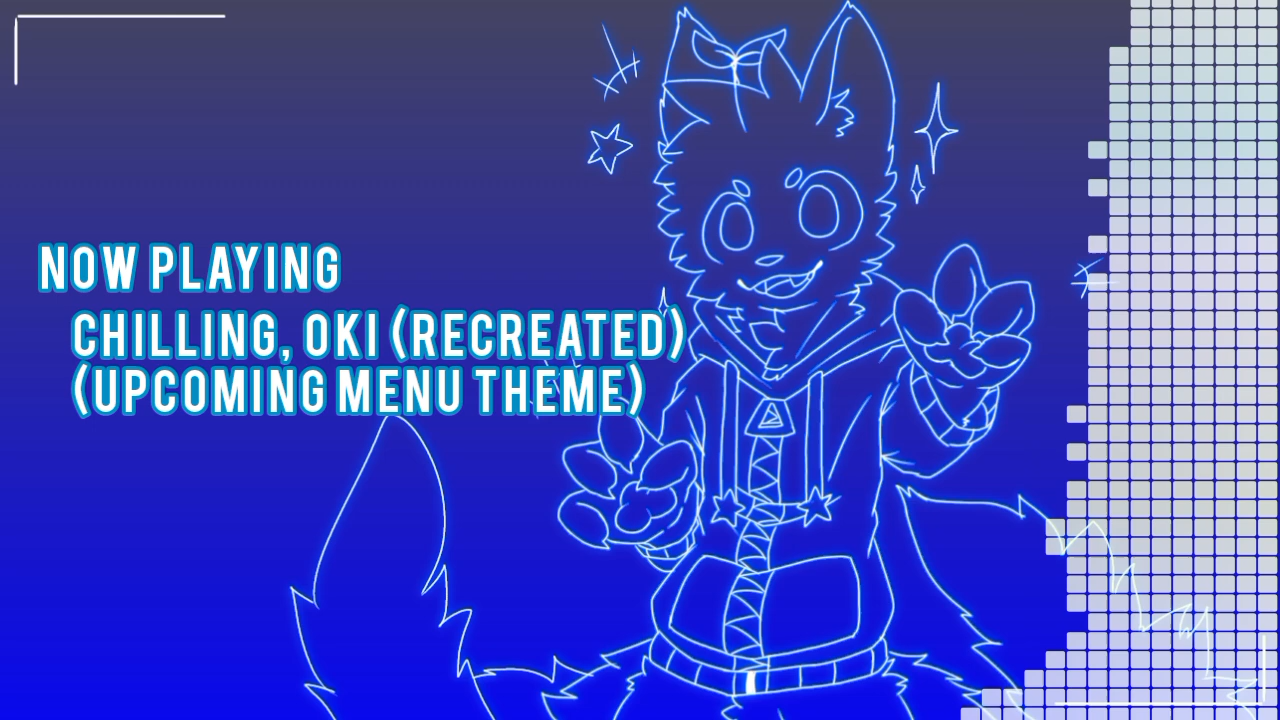 NOW PLAYING
CHILLING, OKI (RECREATED)
(UPCOMING MENU THEME)